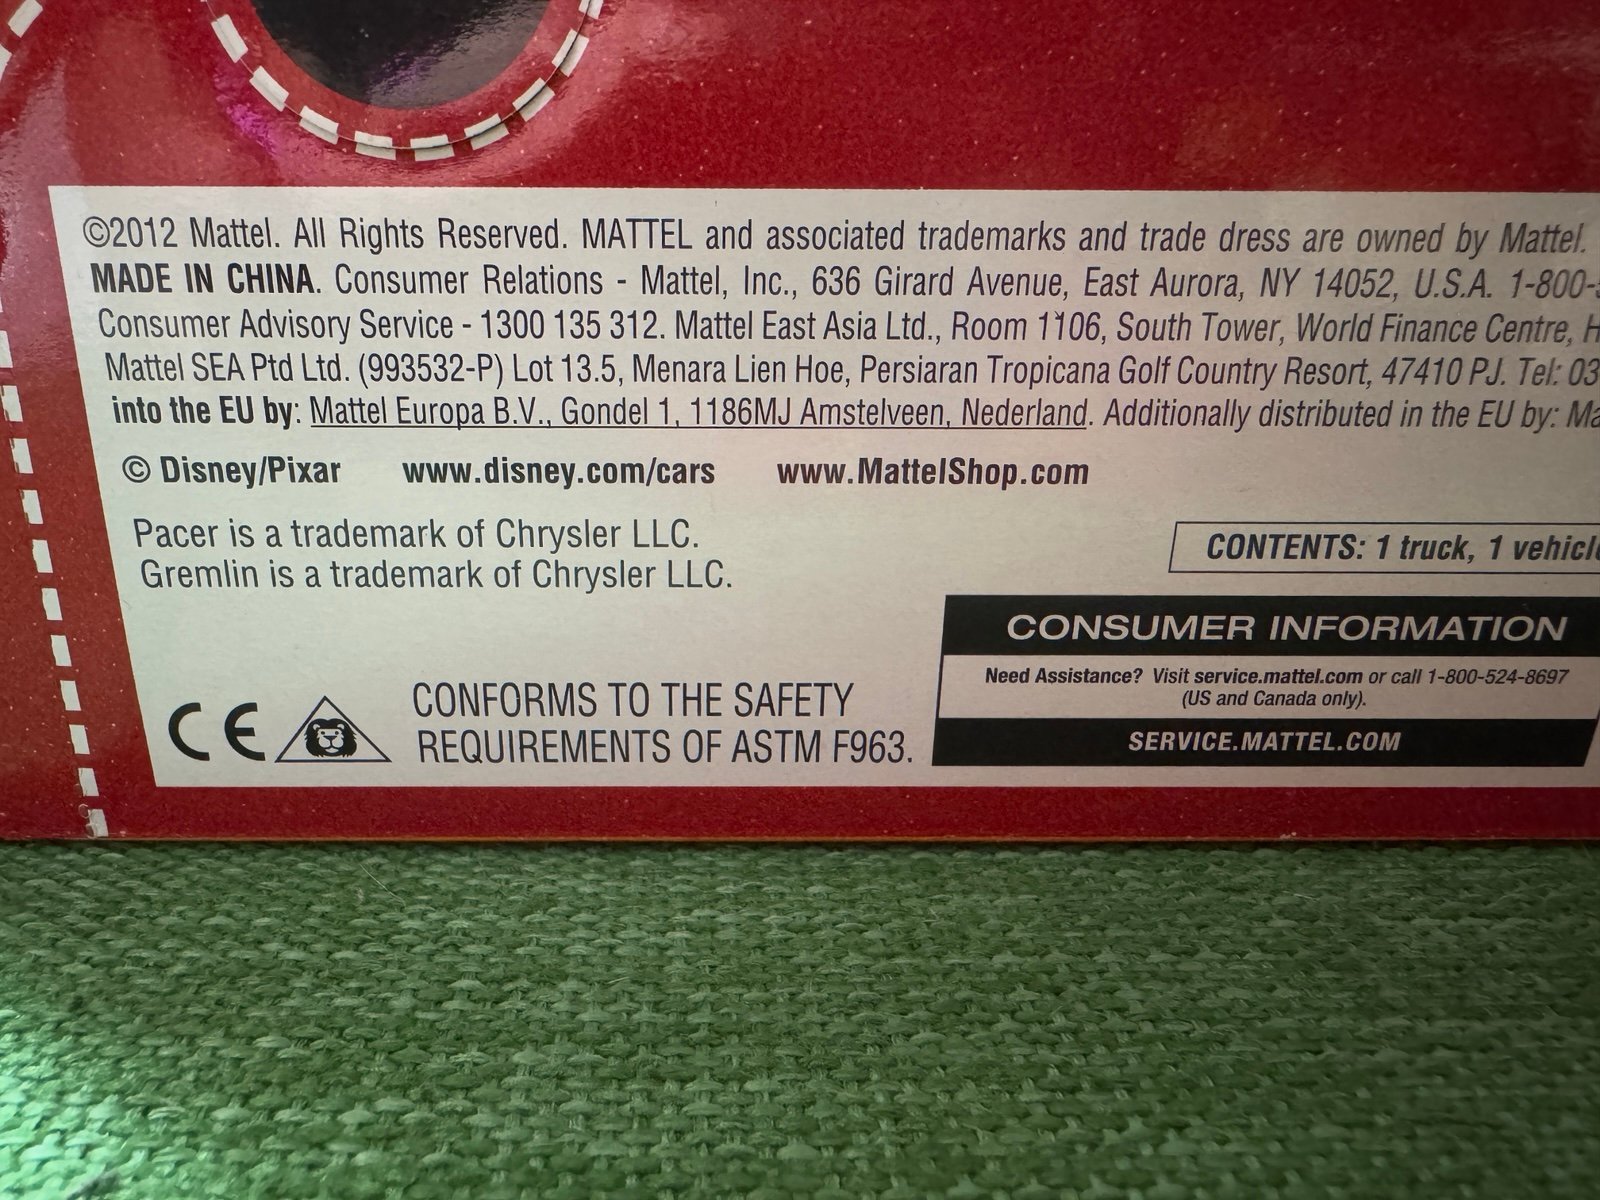 ©2012 Mattel. All Rights Reserved. MATTEL and associated trademarks and trade dress are owned by Mattel.
MADE IN CHINA. Consumer Relations - Mattel, Inc., 636 Girard Avenue, East Aurora, NY 14052, U.S.A. 1-800-
Consumer Advisory Service - 1300 135 312. Mattel East Asia Ltd., Room 1106, South Tower, World Finance Centre, H
Mattel SEA Ptd Ltd. (993532-P) Lot 13.5, Menara Lien Hoe, Persiaran Tropicana Golf Country Resort, 47410 PJ. Tel: 03
into the EU by: Mattel Europa B.V., Gondel 1, 1186MJ Amstelveen, Nederland. Additionally distributed in the EU by: Ma
© Disney/Pixar www.disney.com/cars www.MattelShop.com
Pacer is a trademark of Chrysler LLC.
Gremlin is a trademark of Chrysler LLC.
CONTENTS: 1 truck, 1 vehicle
CONSUMER INFORMATION
Need Assistance? Visit service.mattel.com or call 1-800-524-8697
(US and Canada only).
SERVICE.MATTEL.COM
CE
CONFORMS TO THE SAFETY
REQUIREMENTS OF ASTM F963.